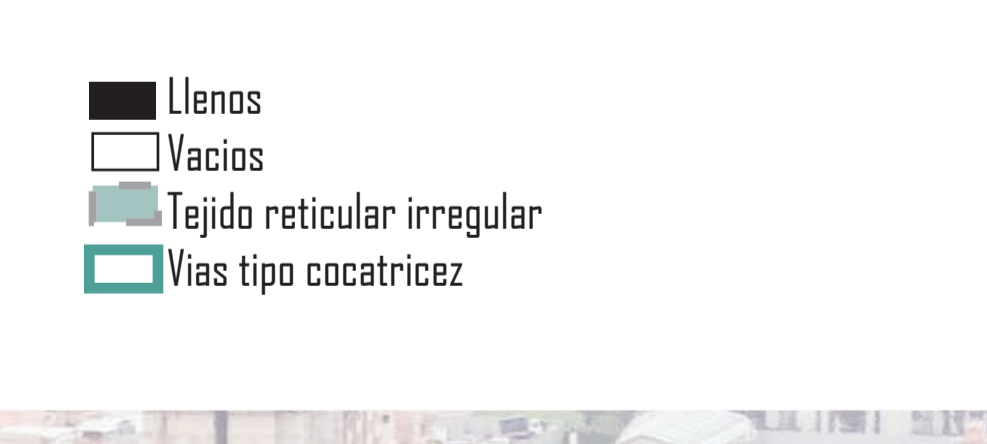 Llenos
Vacios
Tejido reticular irregular
Vias tipo cocatricez